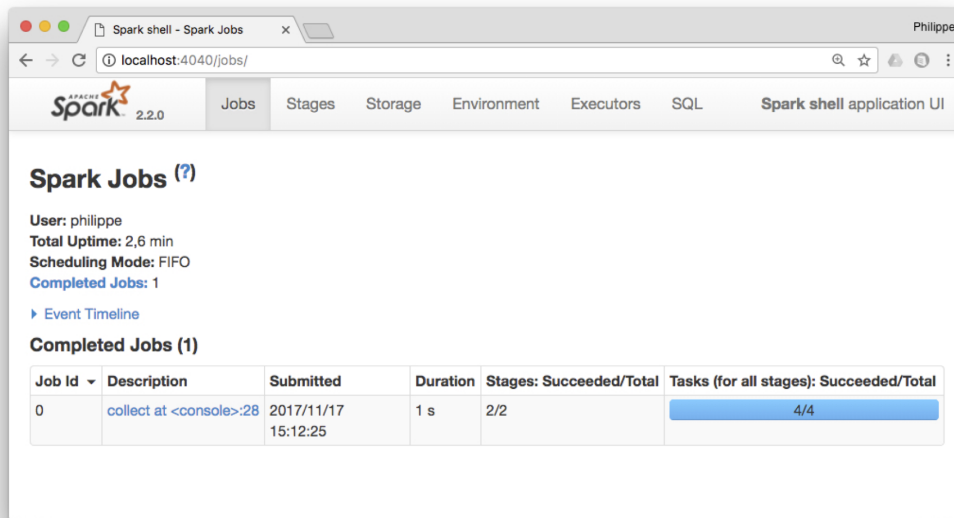 Spark shell - Spark Jobs
Philippe
localhost:4040/jobs/
APACHE Spark 2.2.0 Jobs Stages Storage Environment Executors SQL Spark shell application UI
Spark Jobs (?)
User: philippe
Total Uptime: 2,6 min
Scheduling Mode: FIFO
Completed Jobs: 1
Event Timeline
Completed Jobs (1)
Job Id Description Submitted Duration Stages: Succeeded/Total Tasks (for all stages): Succeeded/Total
0 collect at <console>:28 2017/11/17 1 s 2/2 4/4
15:12:25